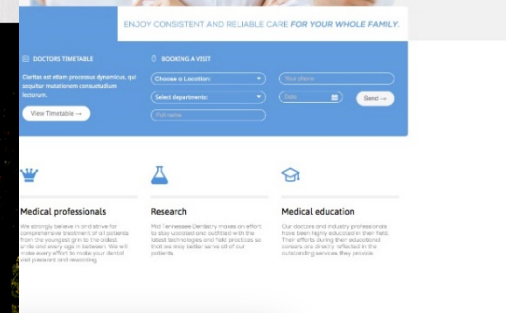 ENJOY CONSISTENT AND RELIABLE CARE FOR YOUR WHOLE FAMILY.
DOCTORS TIMETABLE
BOOKING A VISIT
Claritas est etiam processus dynamicus, qui
sequitur mutationem consuetudium
lectorum.
View Timetable →
Choose a Location:
Your phone
Select departments:
Date
Send →
Full name
Medical professionals
We strongly believe in and strive for
comprehensive treatment of all patients
from the youngest grin to the oldest
smile and every age in between. We will
make every effort to make your dental
visit pleasant and rewarding.
Research
Mid Tennessee Dentistry makes an effort
to stay updated and outfitted with the
latest technologies and field practices so
that we may better serve all of our
patients.
Medical education
Our doctors and industry professionals
have been highly educated in their field.
Their efforts during their educational
careers are directly reflected in the
outstanding services they provide.